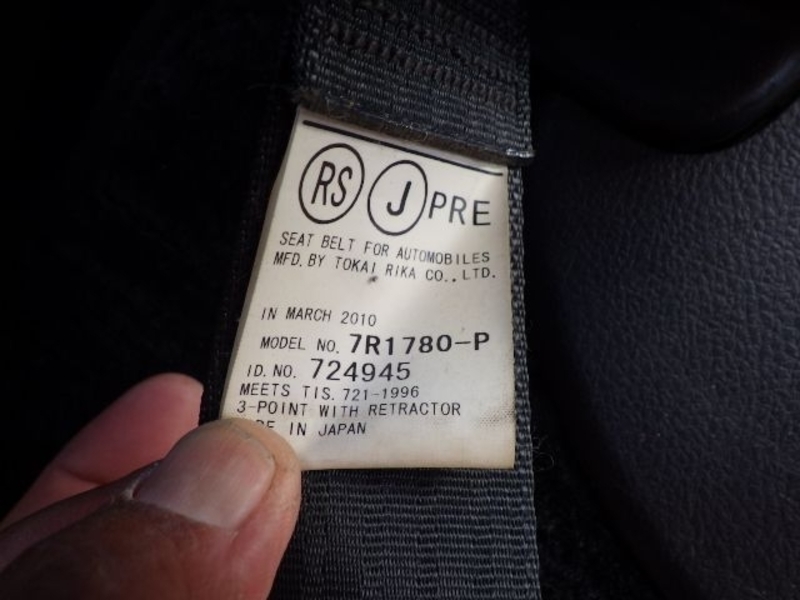 RS J PRE
SEAT BELT FOR AUTOMOBILES
MFD. BY TOKAI RIKA CO., LTD.
IN MARCH 2010
MODEL NO. 7R1780-P
ID. NO. 724945
MEETS TIS. 721-1996
3-POINT WITH RETRACTOR
IN JAPAN